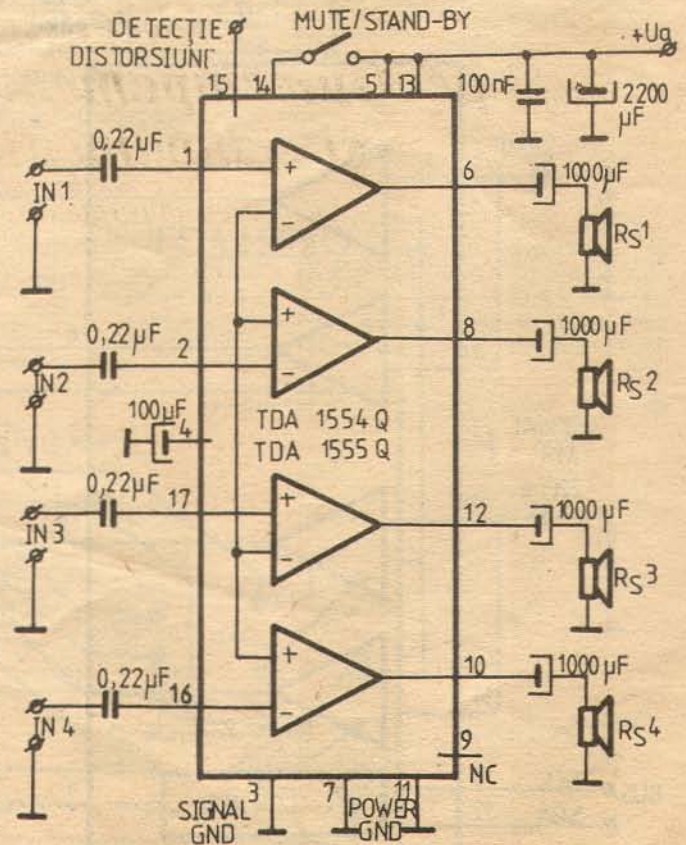 DETECȚIE
DISTORSIUNI
MUTE/STAND-BY
+Ua
15
14
5
13
100nF
2200
µF
0,22µF
1
IN1
+
−
6
1000µF
RS1
0,22µF
2
IN2
+
−
8
1000µF
RS2
100µF
4
TDA 1554Q
TDA 1555Q
0,22µF
17
IN3
+
−
12
1000µF
RS3
0,22µF
16
IN4
+
−
10
1000µF
RS4
9
NC
3
7
11
SIGNAL
GND
POWER
GND